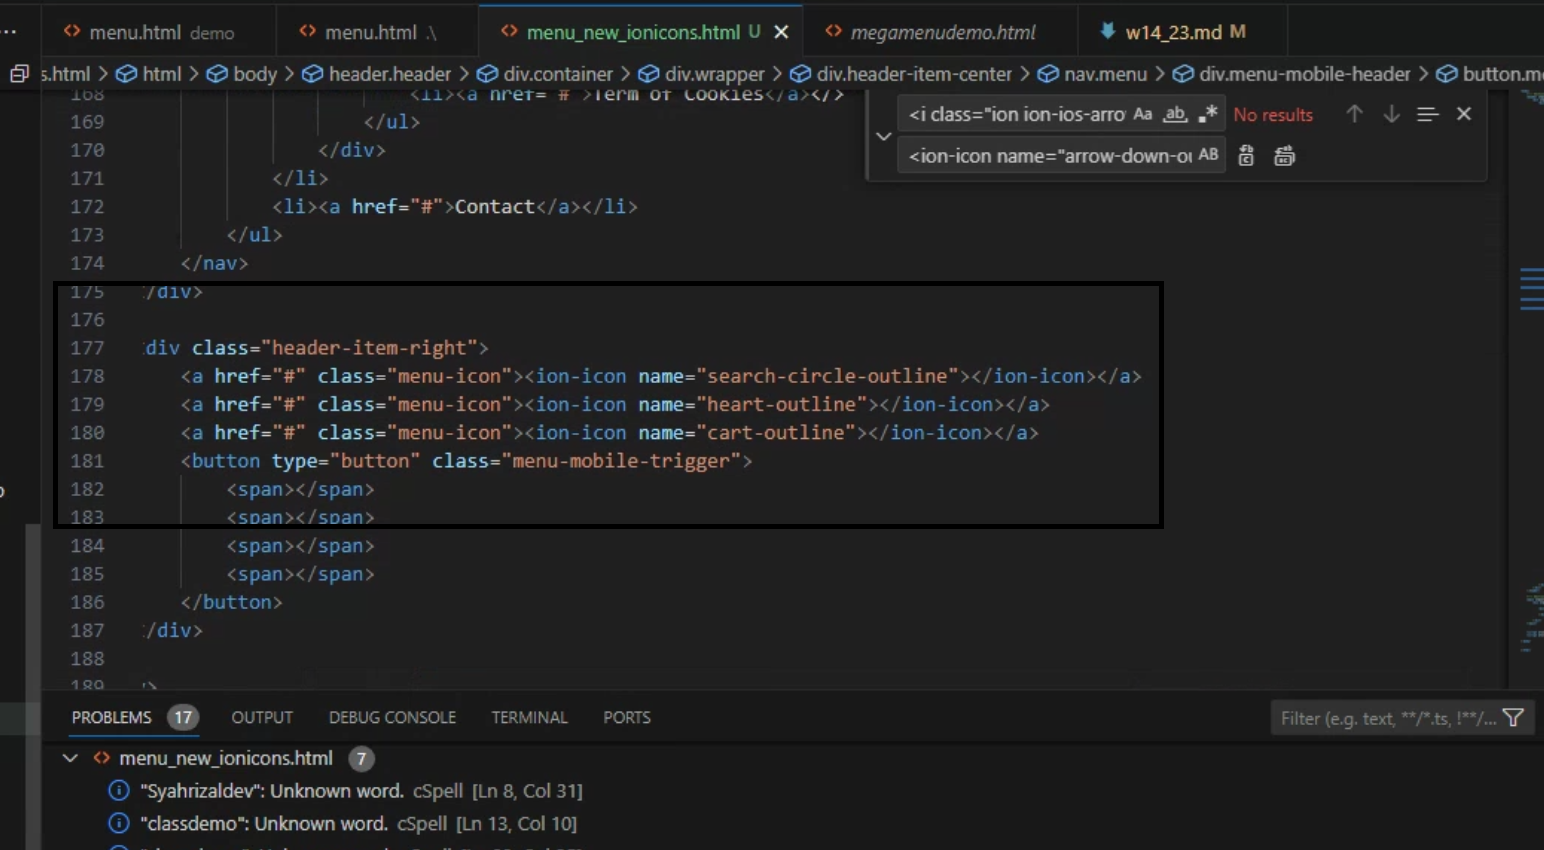 ··· <> menu.html demo <> menu.html .\ <> menu_new_ionicons.html U × <> megamenudemo.html w14_23.md M
s.html > html > body > header.header > div.container > div.wrapper > div.header-item-center > nav.menu > div.menu-mobile-header > button.m
168 <li><a href="#">Term of Cookies</a></
169 </ul>
170 </div>
171 </li>
172 <li><a href="#">Contact</a></li>
173 </ul>
174 </nav>
175 /div>
176
177 div class="header-item-right">
178 <a href="#" class="menu-icon"><ion-icon name="search-circle-outline"></ion-icon></a>
179 <a href="#" class="menu-icon"><ion-icon name="heart-outline"></ion-icon></a>
180 <a href="#" class="menu-icon"><ion-icon name="cart-outline"></ion-icon></a>
181 <button type="button" class="menu-mobile-trigger">
182 <span></span>
183 <span></span>
184 <span></span>
185 <span></span>
186 </button>
187 /div>
188
189 >
<i class="ion ion-ios-arro Aa ab .* No results
<ion-icon name="arrow-down-ou AB
PROBLEMS 17 OUTPUT DEBUG CONSOLE TERMINAL PORTS Filter (e.g. text, **/*.ts, !**/...
<> menu_new_ionicons.html 7
"Syahrizaldev": Unknown word. cSpell [Ln 8, Col 31]
"classdemo": Unknown word. cSpell [Ln 13, Col 10]